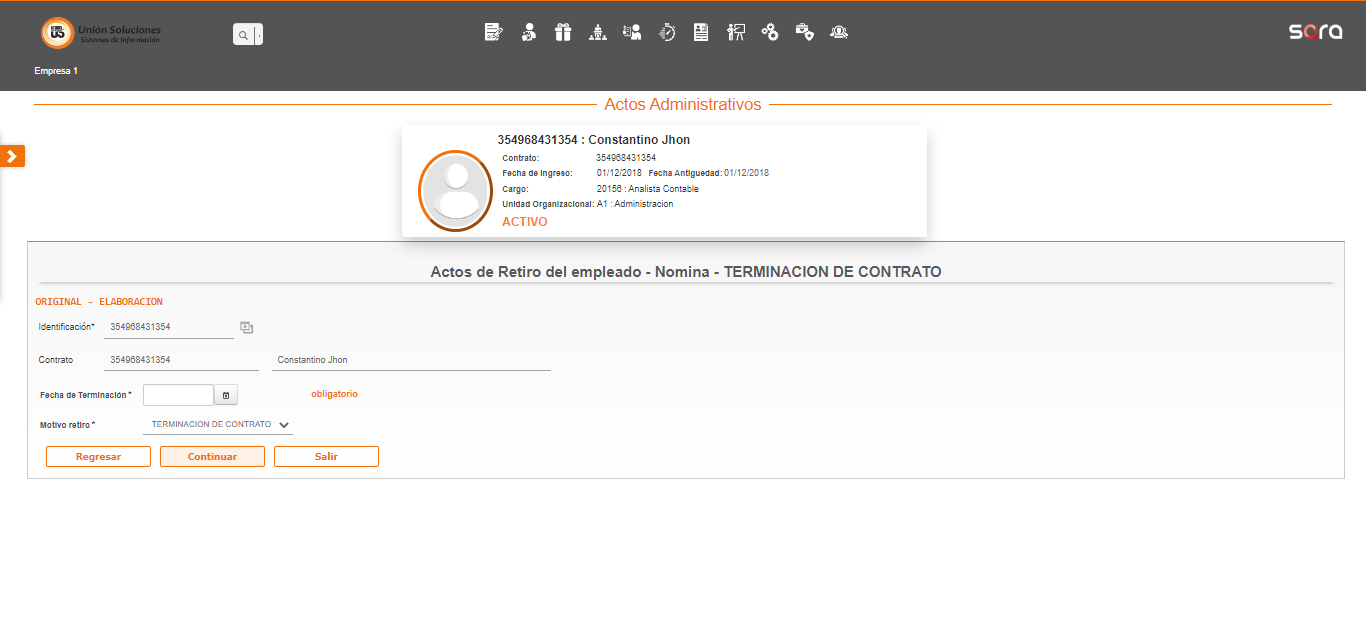 Unión Soluciones
Sistemas de Información
sora
Empresa 1
Actos Administrativos
354968431354 : Constantino Jhon
Contrato: 354968431354
Fecha de Ingreso: 01/12/2018 Fecha Antiguedad: 01/12/2018
Cargo: 20156 : Analista Contable
Unidad Organizacional: A1 : Administracion
ACTIVO
Actos de Retiro del empleado - Nomina - TERMINACION DE CONTRATO
ORIGINAL - ELABORACION
Identificación* 354968431354
Contrato 354968431354 Constantino Jhon
Fecha de Terminación * obligatorio
Motivo retiro * TERMINACION DE CONTRATO
Regresar Continuar Salir